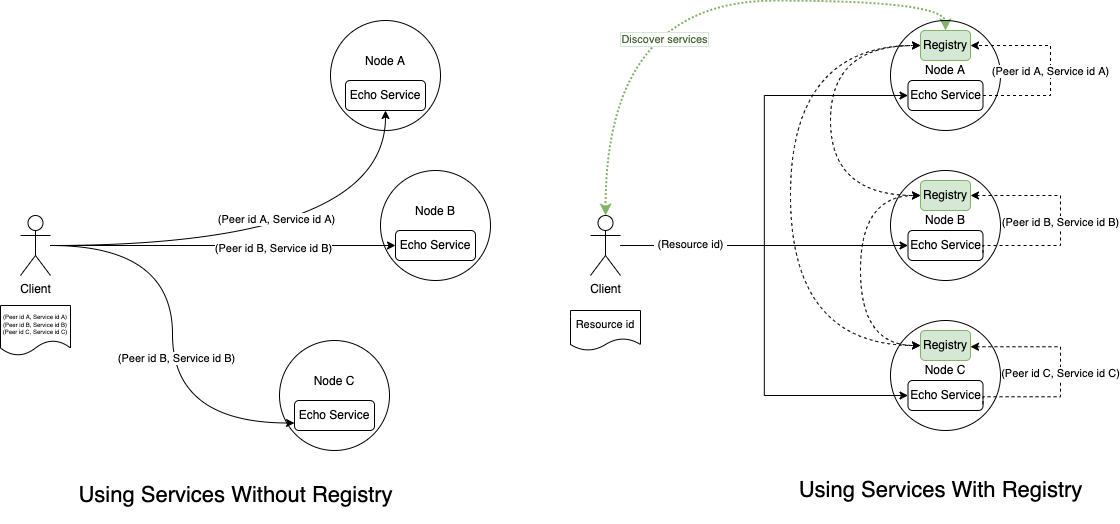 Node A
Echo Service
Node B
Echo Service
(Peer id A, Service id A)
(Peer id B, Service id B)
Client
(Peer id A, Service id A)
(Peer id B, Service id B)
(Peer id C, Service id C)
(Peer id B, Service id B)
Node C
Echo Service
Using Services Without Registry
Discover services
Registry
Node A
(Peer id A, Service id A)
Echo Service
Registry
Node B
(Peer id B, Service id B)
Echo Service
(Resource id)
Client
Resource id
Registry
Node C
(Peer id C, Service id C)
Echo Service
Using Services With Registry